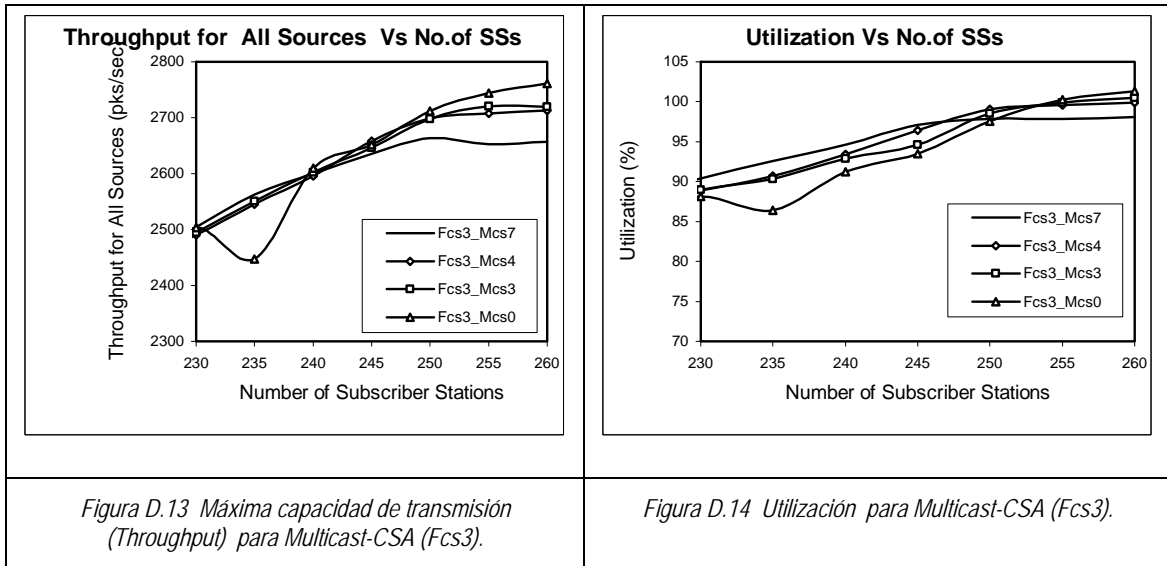 Throughput for All Sources Vs No.of SSs
Throughput for All Sources (pks/sec)
2800
2700
2600
2500
2400
2300
230 235 240 245 250 255 260
Number of Subscriber Stations
Fcs3_Mcs7
Fcs3_Mcs4
Fcs3_Mcs3
Fcs3_Mcs0
Utilization Vs No.of SSs
Utilization (%)
105
100
95
90
85
80
75
70
230 235 240 245 250 255 260
Number of Subscriber Stations
Fcs3_Mcs7
Fcs3_Mcs4
Fcs3_Mcs3
Fcs3_Mcs0
Figura D.13 Máxima capacidad de transmisión
(Throughput) para Multicast-CSA (Fcs3).
Figura D.14 Utilización para Multicast-CSA (Fcs3).